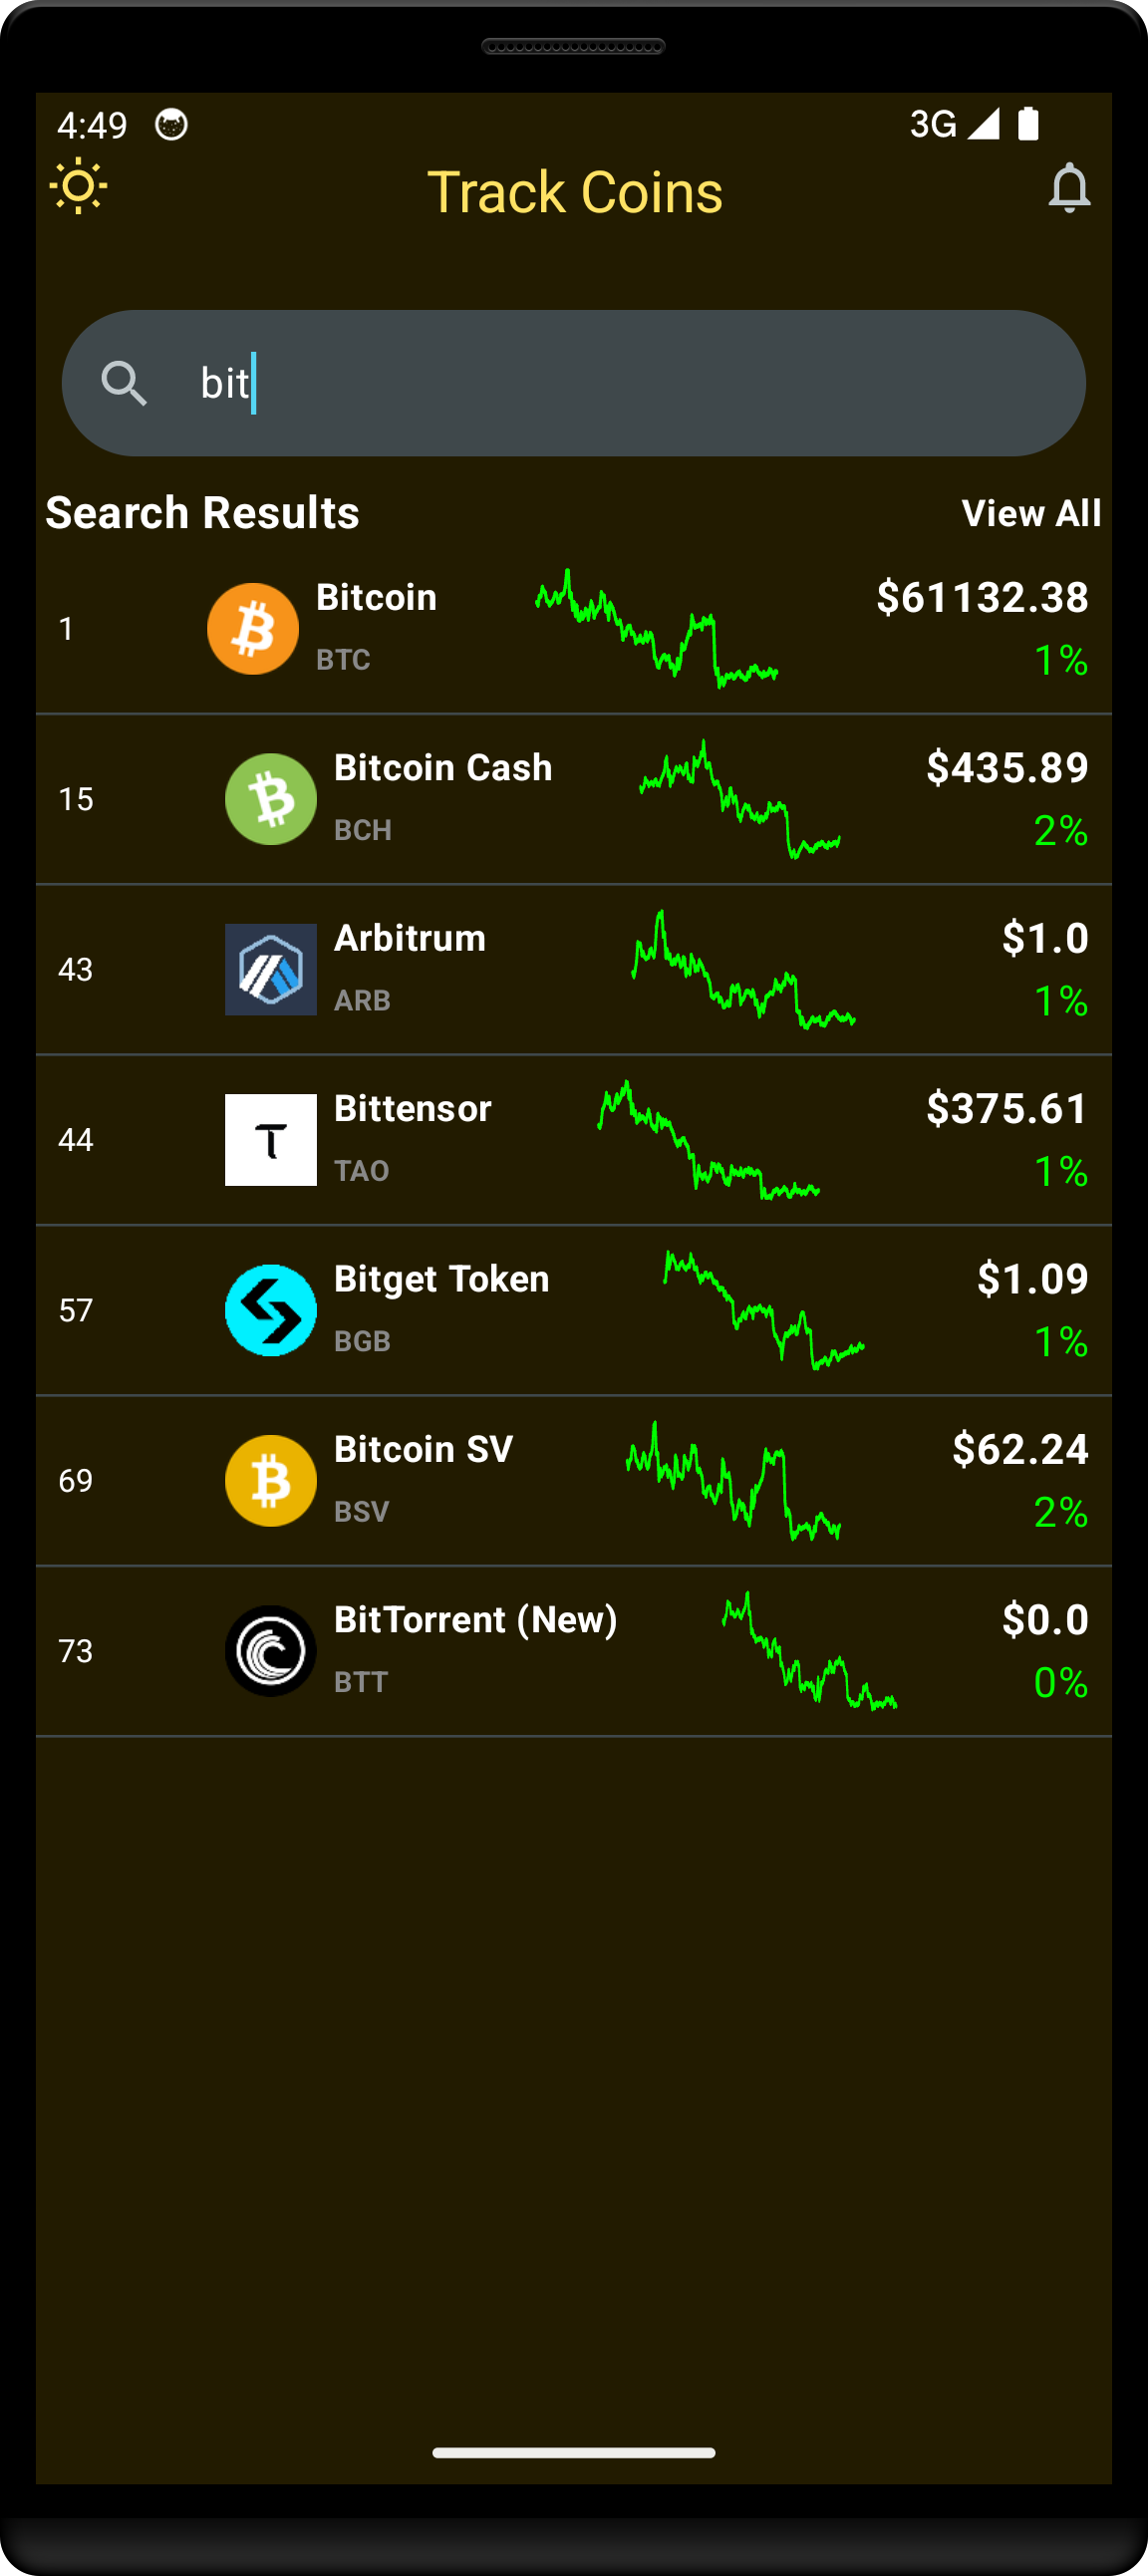 4:49 3G
Track Coins
bit
Search Results View All
1 Bitcoin $61132.38
BTC 1%
15 Bitcoin Cash $435.89
BCH 2%
43 Arbitrum $1.0
ARB 1%
44 Bittensor $375.61
TAO 1%
57 Bitget Token $1.09
BGB 1%
69 Bitcoin SV $62.24
BSV 2%
73 BitTorrent (New) $0.0
BTT 0%